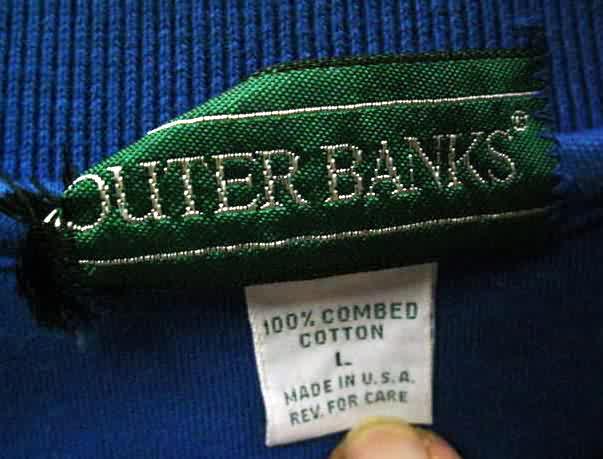 OUTER BANKS®
100% COMBED
COTTON
L
MADE IN U.S.A.
REV. FOR CARE